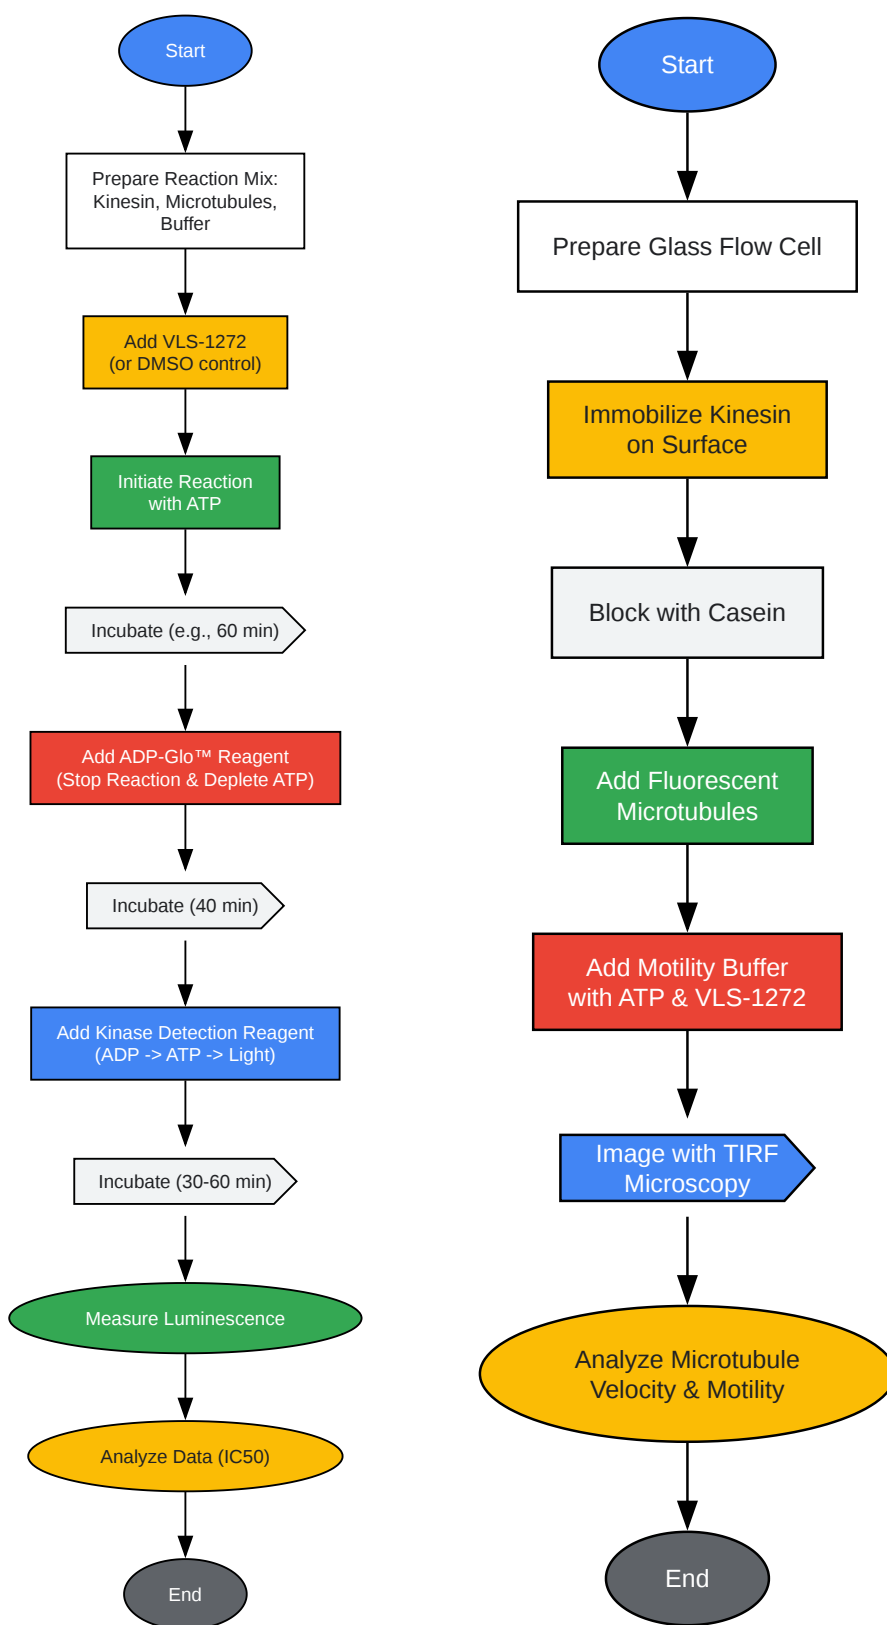 Start
Prepare Reaction Mix:
Kinesin, Microtubules,
Buffer
Add VLS-1272
(or DMSO control)
Initiate Reaction
with ATP
Incubate (e.g., 60 min)
Add ADP-Glo™ Reagent
(Stop Reaction & Deplete ATP)
Incubate (40 min)
Add Kinase Detection Reagent
(ADP -> ATP -> Light)
Incubate (30-60 min)
Measure Luminescence
Analyze Data (IC50)
End
Start
Prepare Glass Flow Cell
Immobilize Kinesin
on Surface
Block with Casein
Add Fluorescent
Microtubules
Add Motility Buffer
with ATP & VLS-1272
Image with TIRF
Microscopy
Analyze Microtubule
Velocity & Motility
End